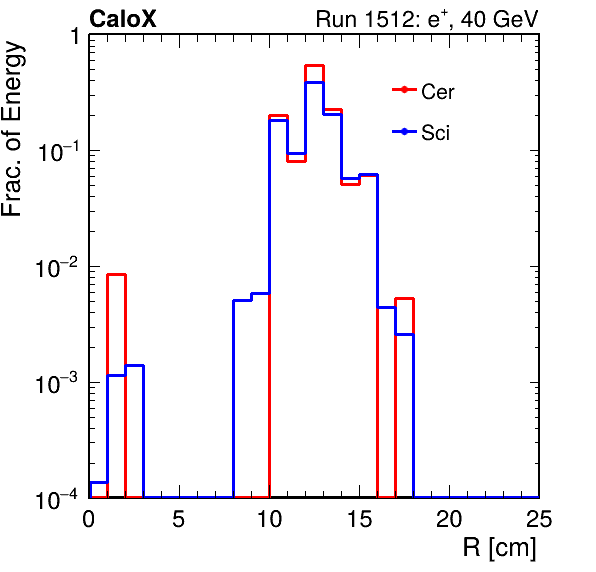 CaloX Run 1512: e⁺, 40 GeV
Frac. of Energy
1
10⁻¹
10⁻²
10⁻³
10⁻⁴
Cer
Sci
0 5 10 15 20 25
R [cm]